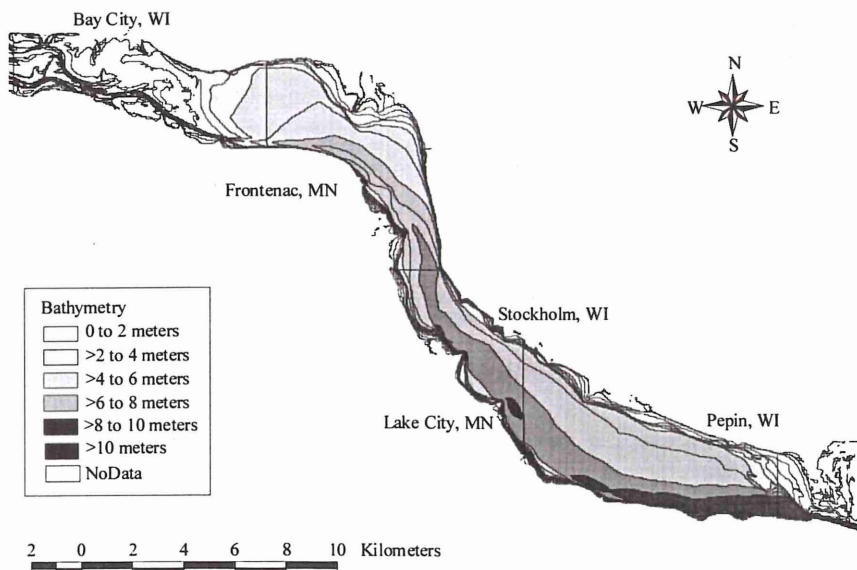 Bay City, WI
N
W E
S
Frontenac, MN
Bathymetry
0 to 2 meters
>2 to 4 meters
>4 to 6 meters
>6 to 8 meters
>8 to 10 meters
>10 meters
NoData
Stockholm, WI
Lake City, MN
Pepin, WI
2 0 2 4 6 8 10 Kilometers